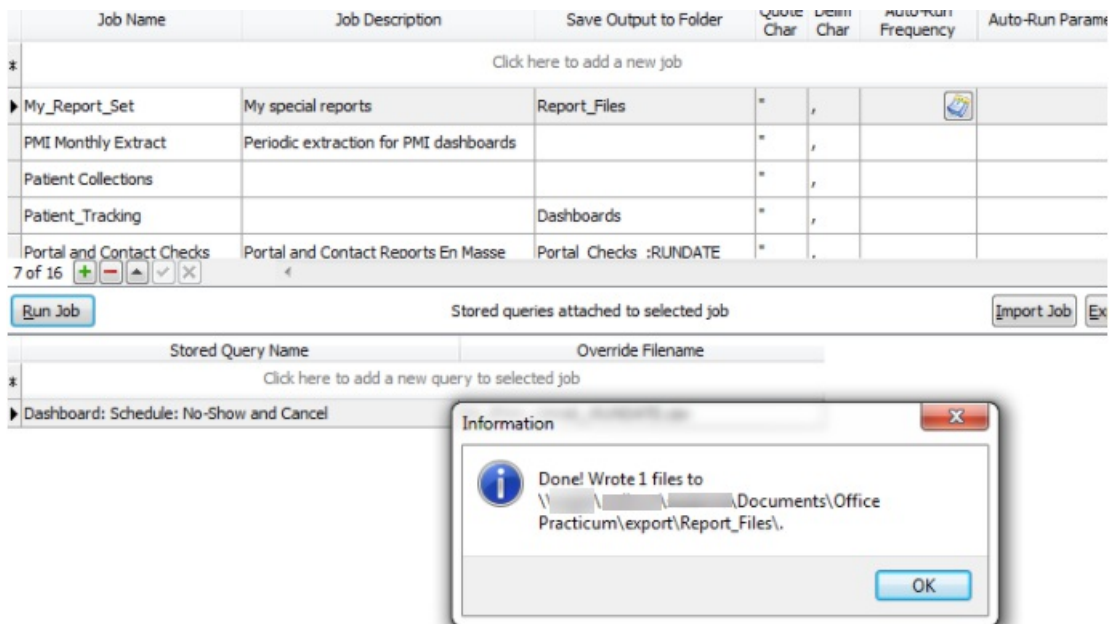 Job Name Job Description Save Output to Folder Quote Char Delim Char Auto-Run Frequency Auto-Run Parame
* Click here to add a new job
My_Report_Set My special reports Report_Files " ,
PMI Monthly Extract Periodic extraction for PMI dashboards " ,
Patient Collections " ,
Patient_Tracking Dashboards " ,
Portal and Contact Checks Portal and Contact Reports En Masse Portal_Checks_:RUNDATE " ,
7 of 16
Run Job Stored queries attached to selected job Import Job Ex
Stored Query Name Override Filename
* Click here to add a new query to selected job
Dashboard: Schedule: No-Show and Cancel
Information
Done! Wrote 1 files to
\\ \ \ \Documents\Office
Practicum\export\Report_Files\.
OK